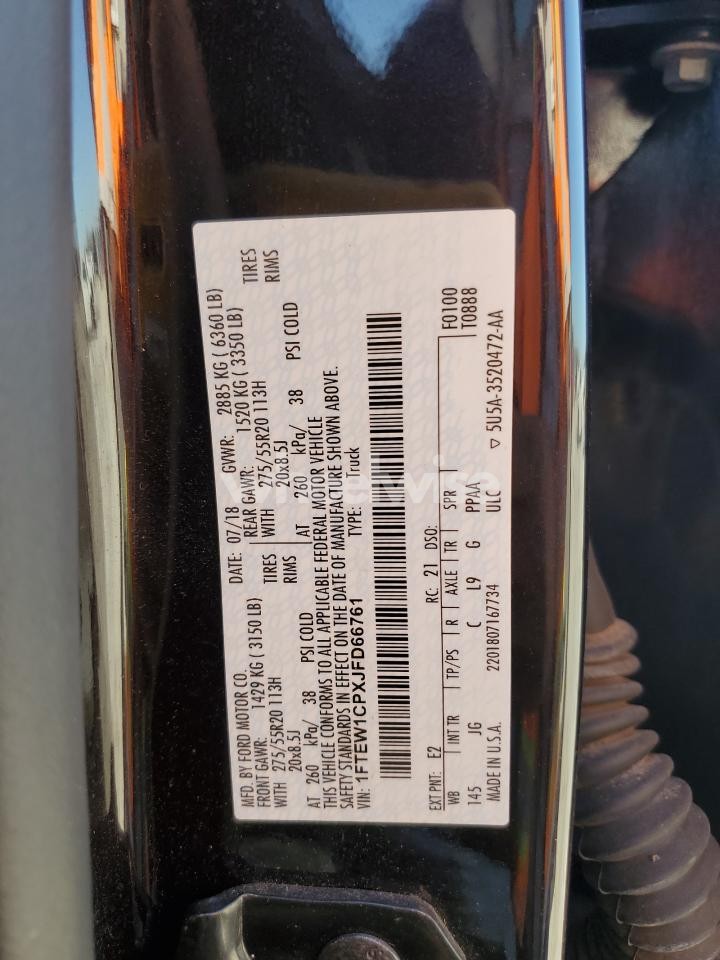 MFD. BY FORD MOTOR CO. DATE: 07/18 GVWR: 2885 KG ( 6360 LB)
FRONT GAWR: 1429 KG ( 3150 LB) REAR GAWR: 1520 KG ( 3350 LB)
WITH 275/55R20 113H TIRES WITH 275/55R20 113H TIRES
20x8.5J RIMS 20x8.5J RIMS
AT 260 kPa/ 38 PSI COLD AT 260 kPa/ 38 PSI COLD
THIS VEHICLE CONFORMS TO ALL APPLICABLE FEDERAL MOTOR VEHICLE
SAFETY STANDARDS IN EFFECT ON THE DATE OF MANUFACTURE SHOWN ABOVE.
VIN: 1FTEW1CPXJFD66761 TYPE: Truck
EXT PNT: E2 RC: 21 DSO: F0100
WB INT TR TP/PS R AXLE TR SPR T0888
145 JG C L9 G PPAA
MADE IN U.S.A. 2201807167734 ULC ▽ 5U5A-3520472-AA